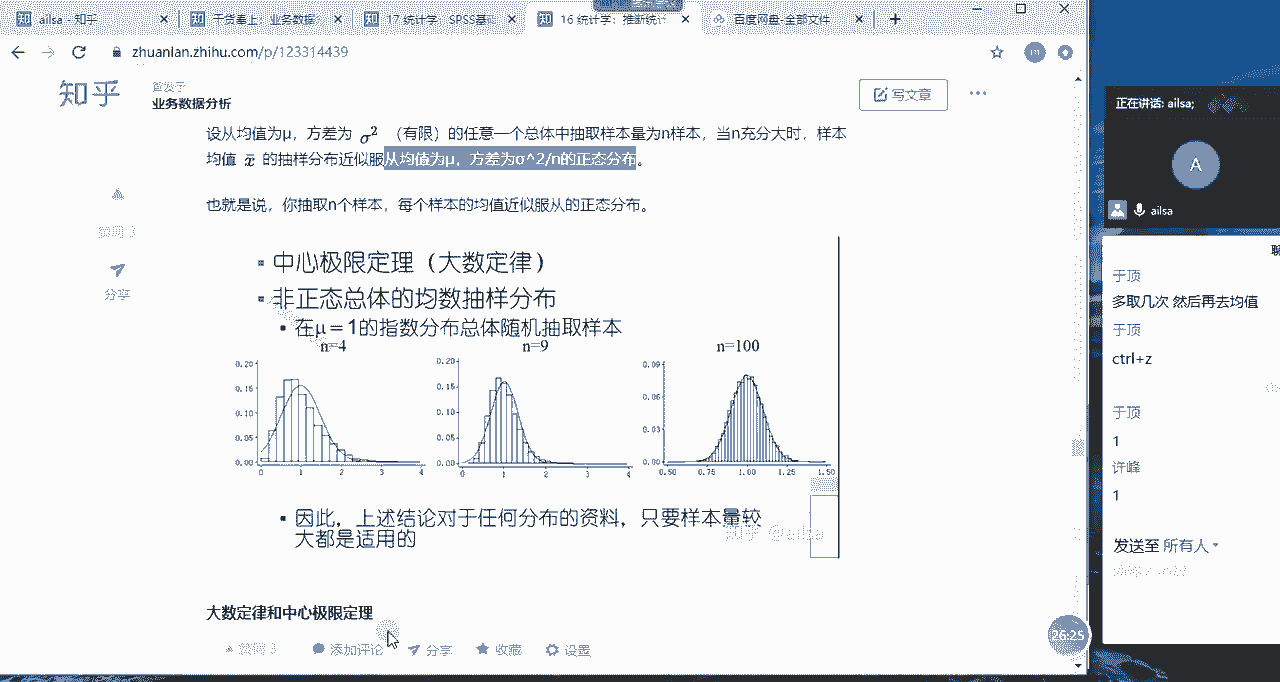 ailsa - 知乎
干货奉上：业务数据
17 统计学：SPSS基础
16 统计学：推断统计
百度网盘-全部文件
zhuanlan.zhihu.com/p/123314439
知乎
业务数据分析
写文章
设从均值为μ，方差为 σ² （有限）的任意一个总体中抽取样本量为n样本，当n充分大时，样本
均值 x̄ 的抽样分布近似服从均值为μ，方差为σ^2/n的正态分布。
也就是说，你抽取n个样本，每个样本的均值近似服从的正态分布。
赞同 3
分享
▪ 中心极限定理（大数定律）
▪ 非正态总体的均数抽样分布
• 在μ＝1的指数分布总体随机抽取样本
n=4
n=9
n=100
0.20
0.15
0.10
0.05
0.00
0 1 2 3 4
0.20
0.15
0.10
0.05
0.00
0 1 2 3 4
0.09
0.06
0.03
0.00
0.50 0.75 1.00 1.25 1.50
• 因此，上述结论对于任何分布的资料，只要样本量较
大都是适用的
知乎 @ailsa
大数定律和中心极限定理
赞同 3 添加评论 分享 收藏 设置
正在讲话: ailsa;
A
ailsa
聊
于顶
多取几次 然后再去均值
于顶
ctrl+z
于顶
1
许峰
1
发送至 所有人
26:25